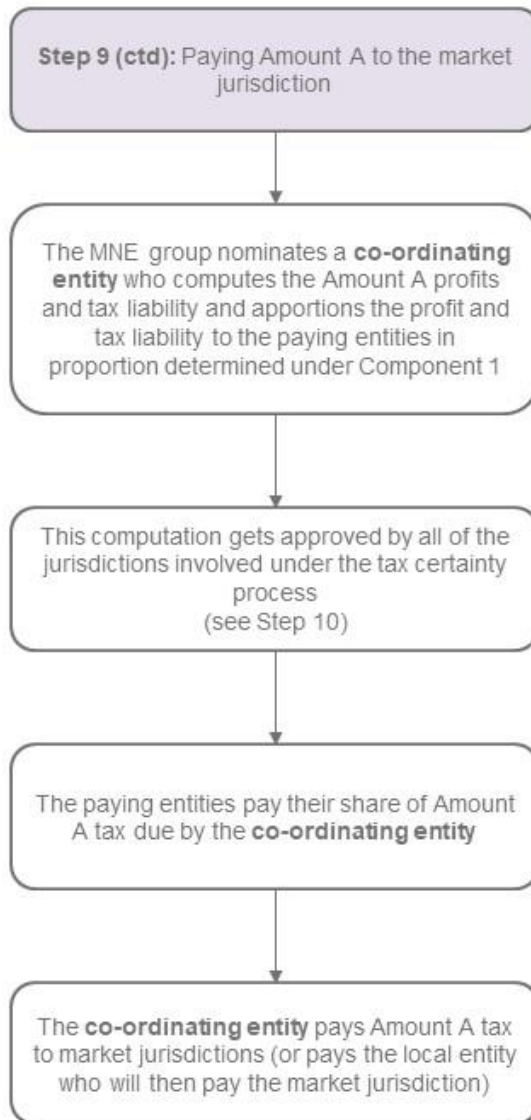 Step 9 (ctd): Paying Amount A to the market
jurisdiction
The MNE group nominates a co-ordinating
entity who computes the Amount A profits
and tax liability and apportions the profit and
tax liability to the paying entities in
proportion determined under Component 1
This computation gets approved by all of the
jurisdictions involved under the tax certainty
process
(see Step 10)
The paying entities pay their share of Amount
A tax due by the co-ordinating entity
The co-ordinating entity pays Amount A tax
to market jurisdictions (or pays the local entity
who will then pay the market jurisdiction)